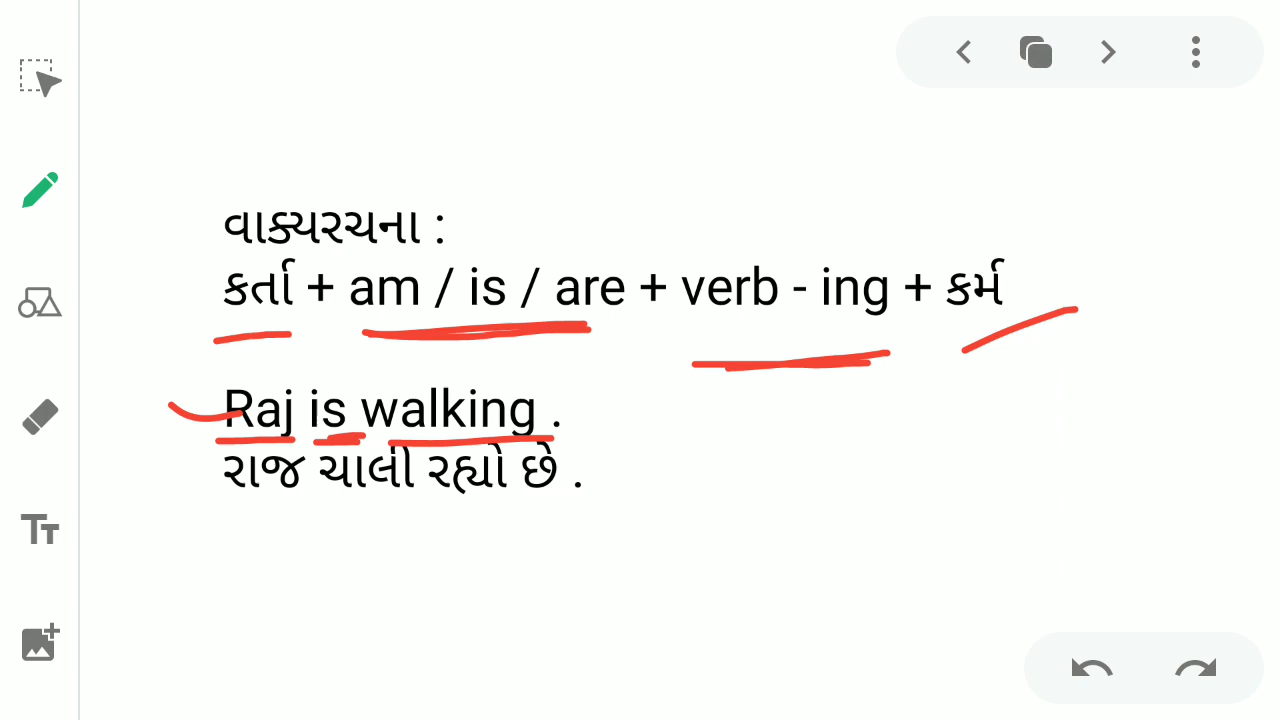 વાક્યરચના :
કર્તા + am / is / are + verb - ing + કર્મ
Raj is walking .
રાજ ચાલી રહ્યો છે .